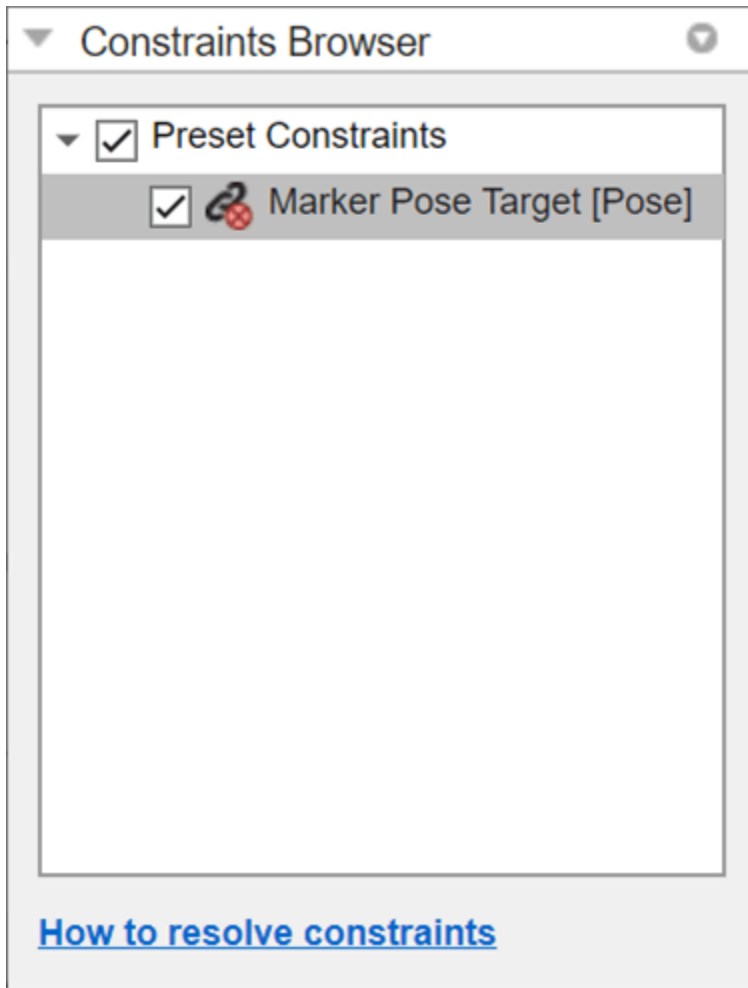 Constraints Browser
Preset Constraints
Marker Pose Target [Pose]
How to resolve constraints